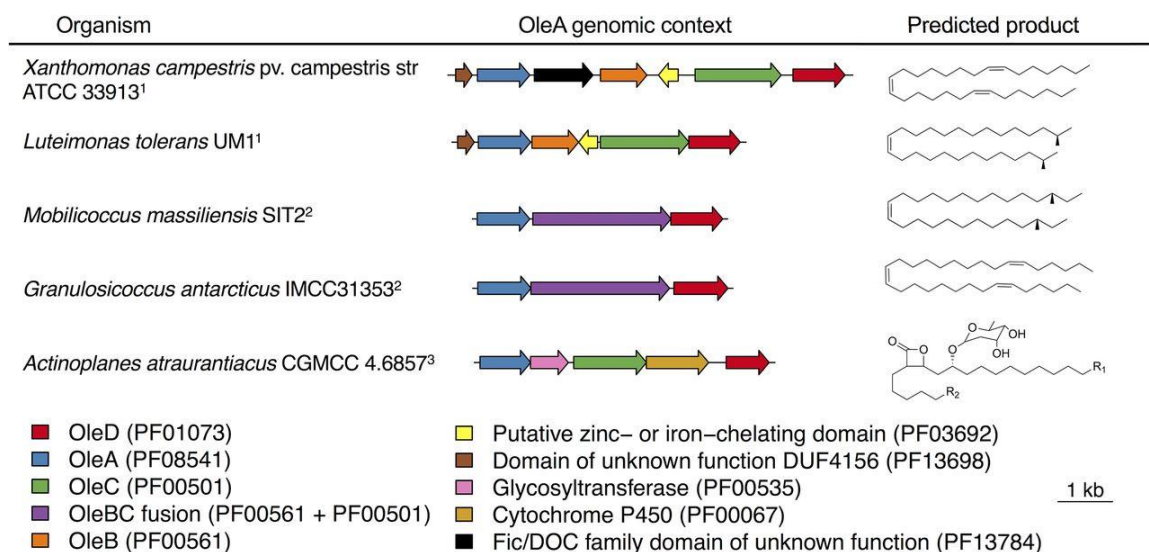 Organism OleA genomic context Predicted product
Xanthomonas campestris pv. campestris str
ATCC 33913¹
Luteimonas tolerans UM1¹
Mobilicoccus massiliensis SIT2²
Granulosicoccus antarcticus IMCC31353²
Actinoplanes atraurantiacus CGMCC 4.6857³
O O O O OH OH R₁ R₂
OleD (PF01073)
OleA (PF08541)
OleC (PF00501)
OleBC fusion (PF00561 + PF00501)
OleB (PF00561)
Putative zinc− or iron−chelating domain (PF03692)
Domain of unknown function DUF4156 (PF13698)
Glycosyltransferase (PF00535)
Cytochrome P450 (PF00067)
Fic/DOC family domain of unknown function (PF13784)
1 kb